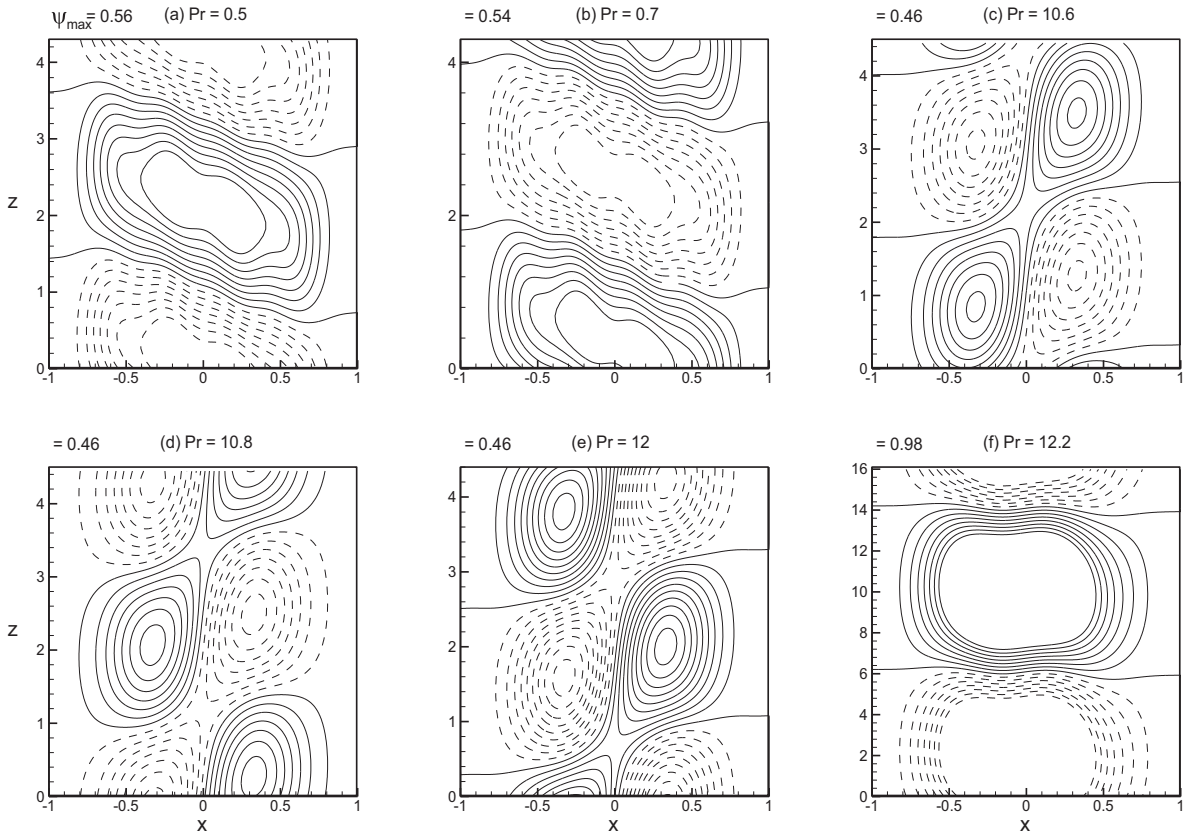 ψmax = 0.56 (a) Pr = 0.5
= 0.54 (b) Pr = 0.7
= 0.46 (c) Pr = 10.6
z
4
3
2
1
0
-1 -0.5 0 0.5 1
4
2
0
-1 -0.5 0 0.5 1
4
3
2
1
0
-1 -0.5 0 0.5 1
= 0.46 (d) Pr = 10.8
= 0.46 (e) Pr = 12
= 0.98 (f) Pr = 12.2
z
4
3
2
1
0
-1 -0.5 0 0.5 1
x
4
3
2
1
0
-1 -0.5 0 0.5 1
x
16
14
12
10
8
6
4
2
0
-1 -0.5 0 0.5 1
x